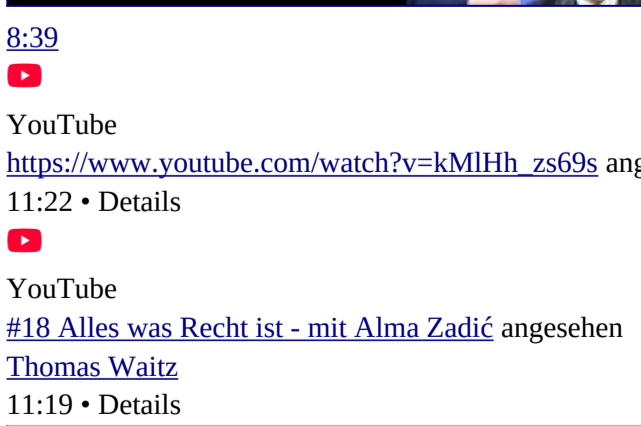 8:39
YouTube
https://www.youtube.com/watch?v=kMlHh_zs69s
11:22 • Details
YouTube
#18 Alles was Recht ist - mit Alma Zadić angesehen
Thomas Waitz
11:19 • Details